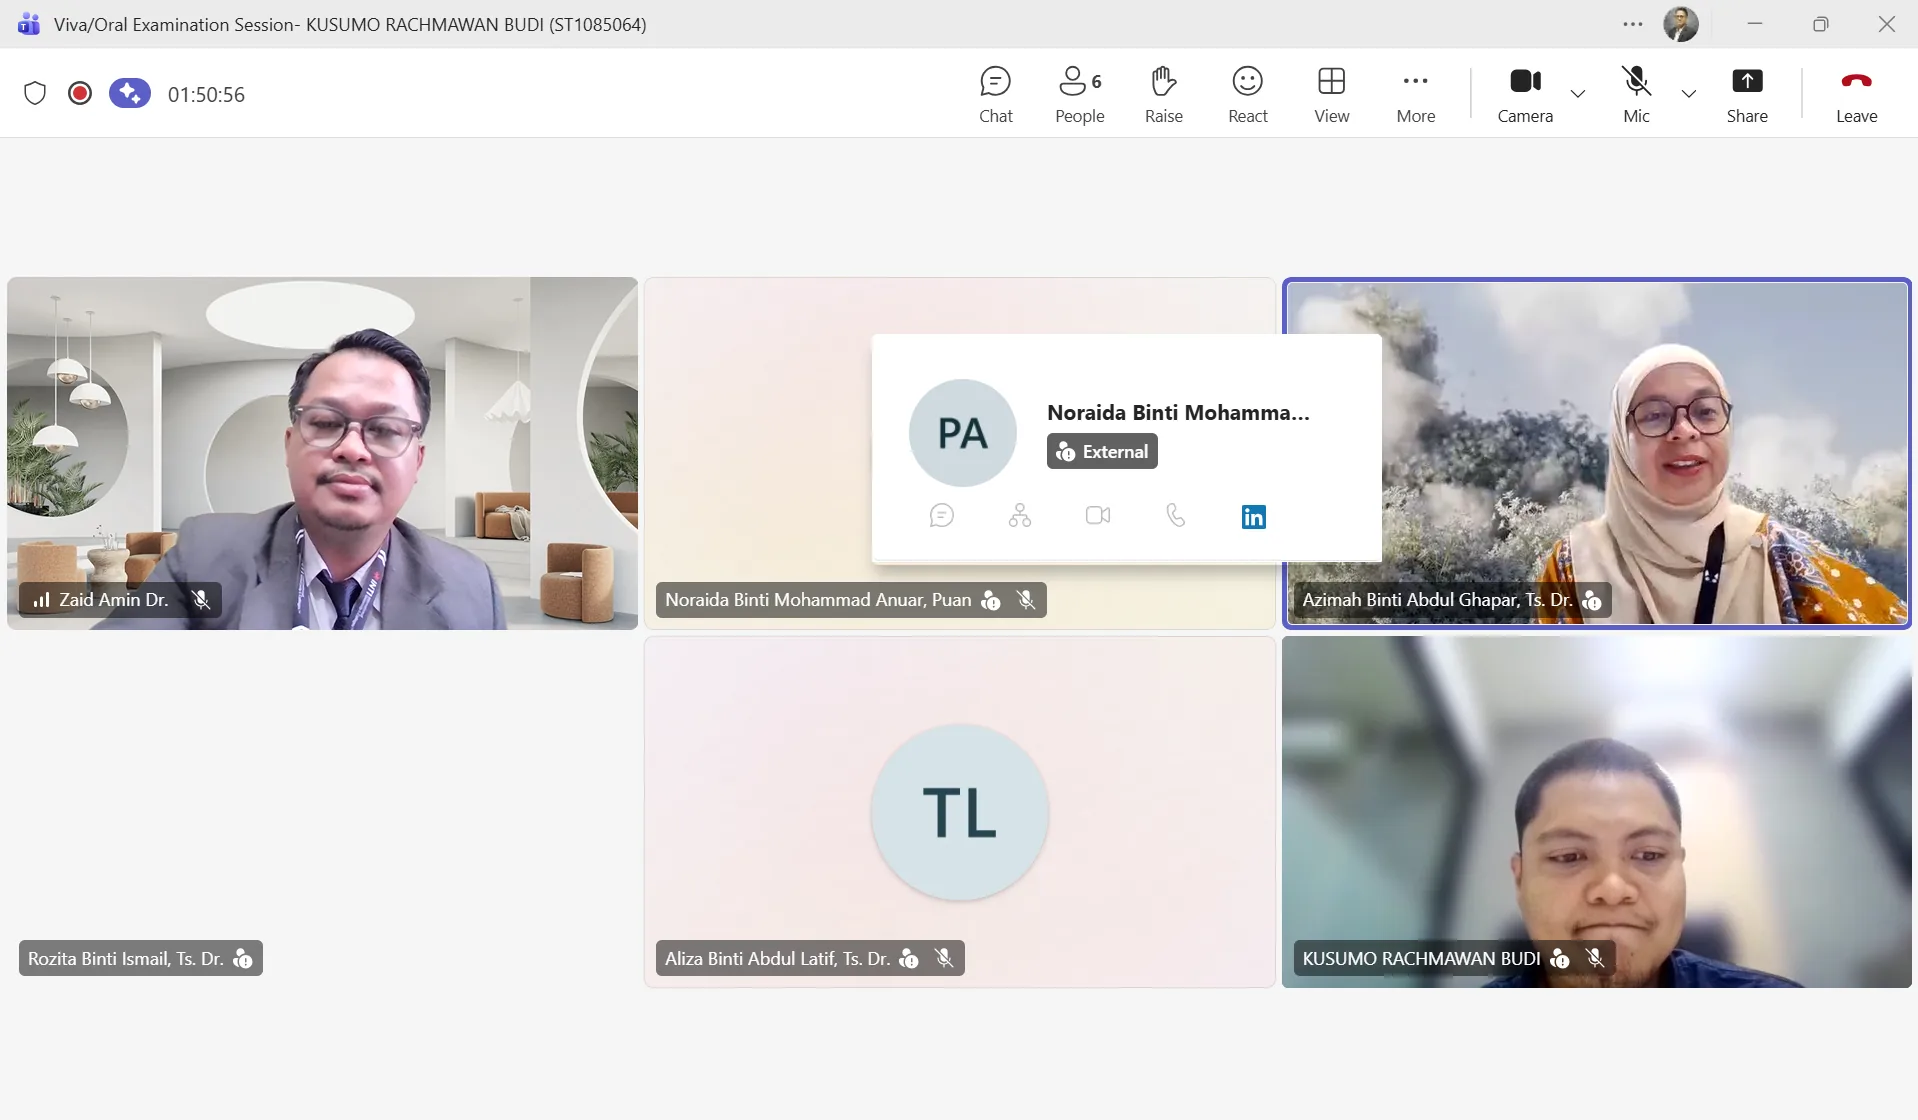 Viva/Oral Examination Session- KUSUMO RACHMAWAN BUDI (ST1085064)
01:50:56
Chat
People 6
Raise
React
View
More
Camera
Mic
Share
Leave
PA
Noraida Binti Mohamma...
External
in
Zaid Amin Dr.
Noraida Binti Mohammad Anuar, Puan
Azimah Binti Abdul Ghapar, Ts. Dr.
TL
Rozita Binti Ismail, Ts. Dr.
Aliza Binti Abdul Latif, Ts. Dr.
KUSUMO RACHMAWAN BUDI